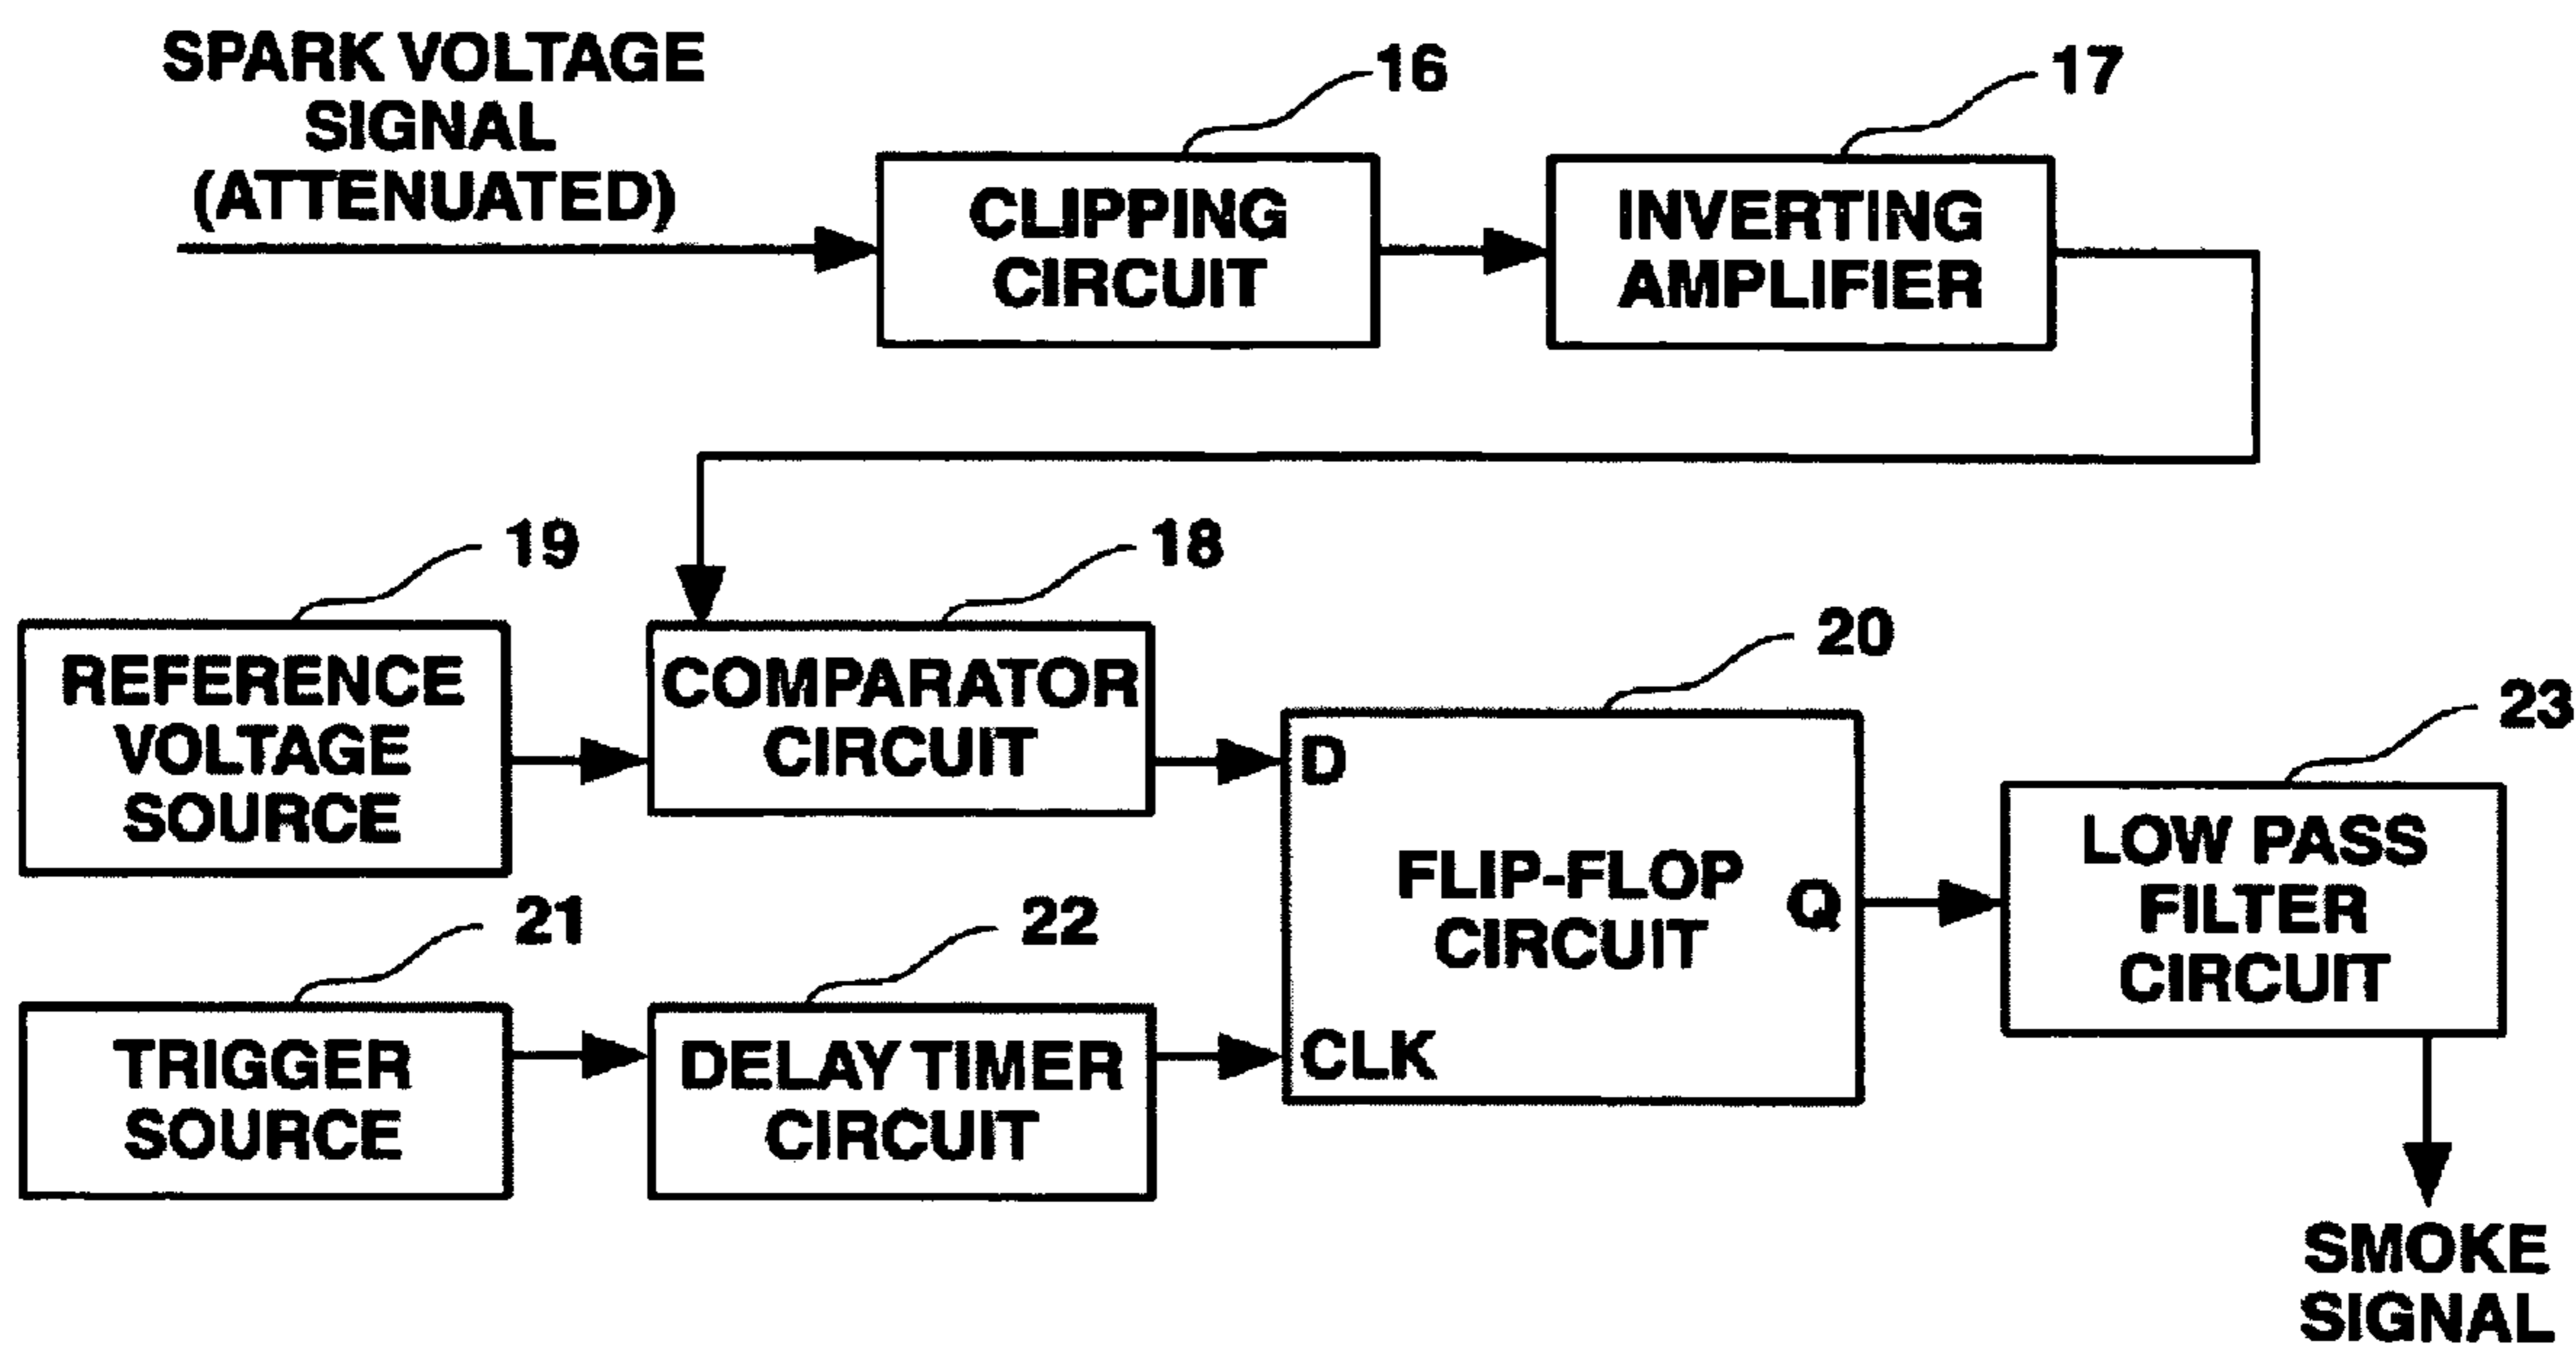 SPARK VOLTAGE
SIGNAL
(ATTENUATED)
16
CLIPPING
CIRCUIT
17
INVERTING
AMPLIFIER
19
REFERENCE
VOLTAGE
SOURCE
18
COMPARATOR
CIRCUIT
20
D
FLIP-FLOP
CIRCUIT
Q
CLK
23
LOW PASS
FILTER
CIRCUIT
21
TRIGGER
SOURCE
22
DELAY TIMER
CIRCUIT
SMOKE
SIGNAL